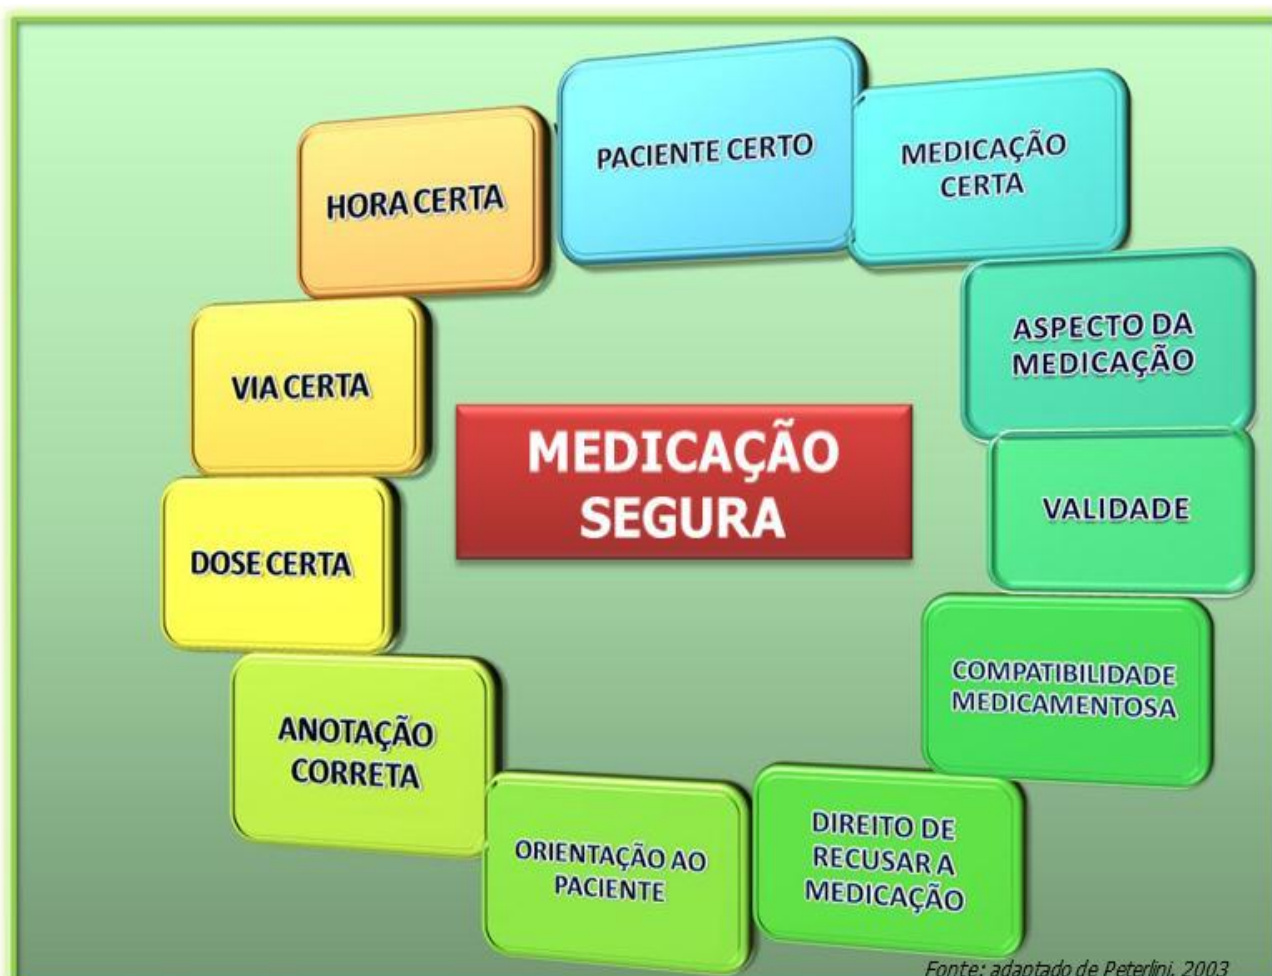 PACIENTE CERTO
MEDICAÇÃO
CERTA
ASPECTO DA
MEDICAÇÃO
VALIDADE
COMPATIBILIDADE
MEDICAMENTOSA
DIREITO DE
RECUSAR A
MEDICAÇÃO
ORIENTAÇÃO AO
PACIENTE
ANOTAÇÃO
CORRETA
DOSE CERTA
VIA CERTA
HORA CERTA
MEDICAÇÃO
SEGURA
Fonte: adaptado de Peterlini, 2003